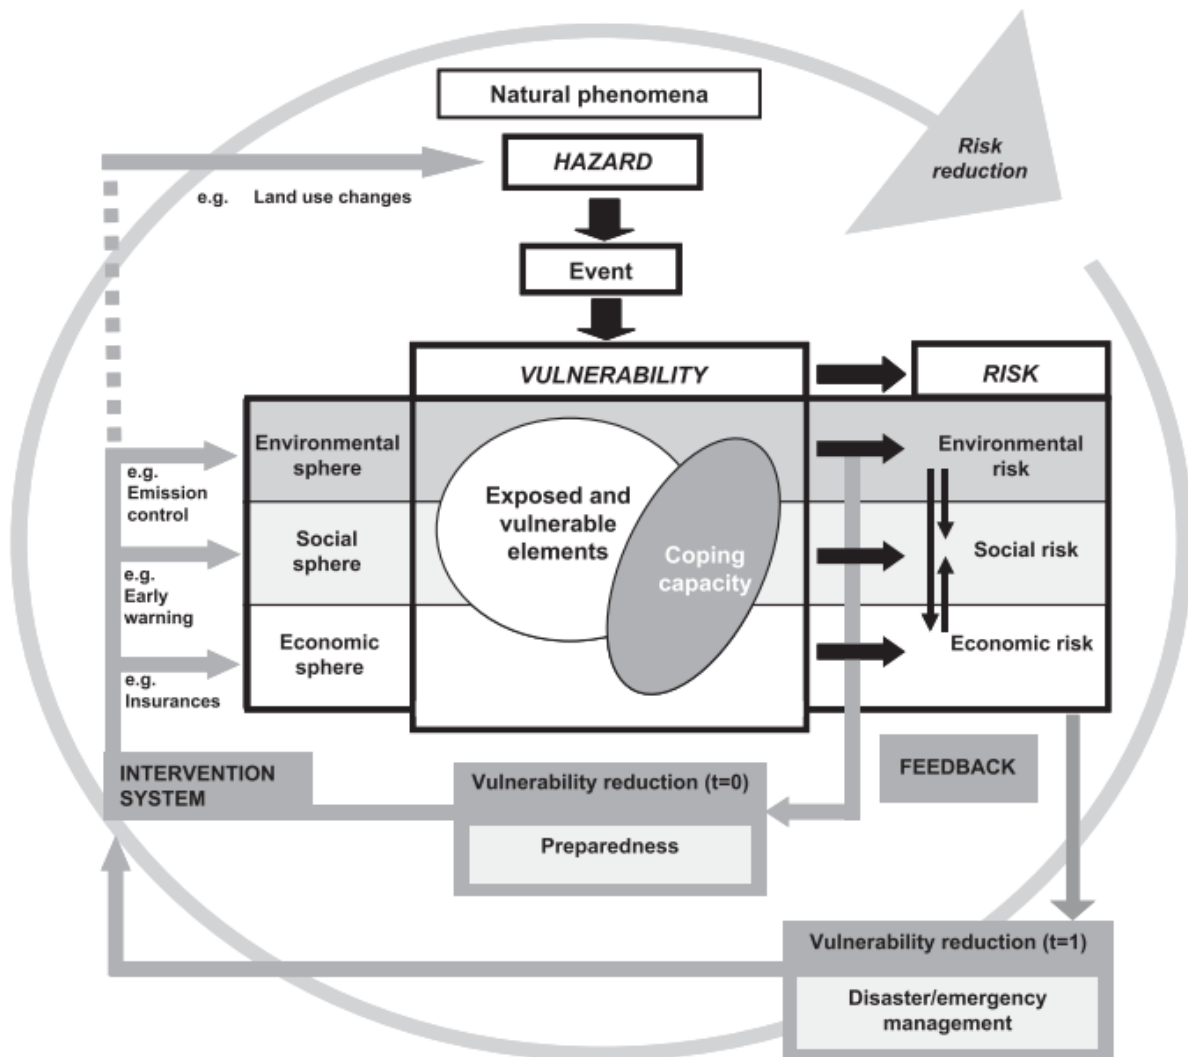 Natural phenomena
HAZARD
Risk
reduction
e.g. Land use changes
Event
VULNERABILITY
RISK
Environmental
sphere
Environmental
risk
e.g.
Emission
control
Exposed and
vulnerable
elements
Social
sphere
Coping
capacity
Social risk
e.g.
Early
warning
Economic
sphere
Economic risk
e.g.
Insurances
INTERVENTION
SYSTEM
Vulnerability reduction (t=0)
Preparedness
FEEDBACK
Vulnerability reduction (t=1)
Disaster/emergency
management